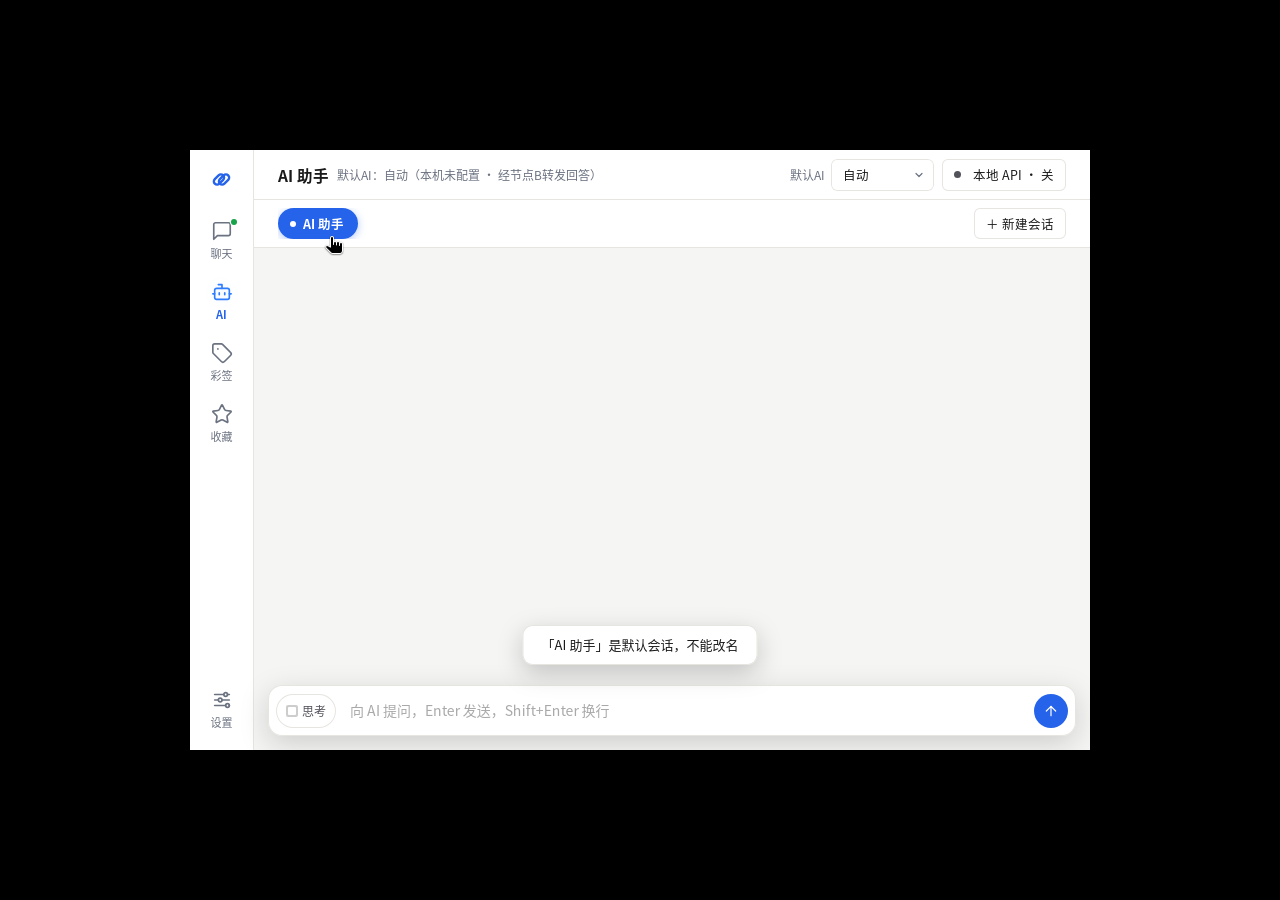 AI 助手 默认AI：自动（本机未配置 · 经节点B转发回答） 默认AI 自动 本地 API · 关
AI 助手 ＋ 新建会话
聊天
AI
彩签
收藏
「AI 助手」是默认会话，不能改名
思考 向 AI 提问，Enter 发送，Shift+Enter 换行
设置